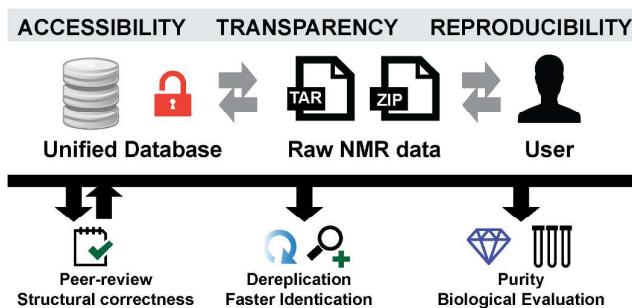 ACCESSIBILITY TRANSPARENCY REPRODUCIBILITY
TAR ZIP
Unified Database Raw NMR data User
Peer-review Dereplication Purity
Structural correctness Faster Identication Biological Evaluation